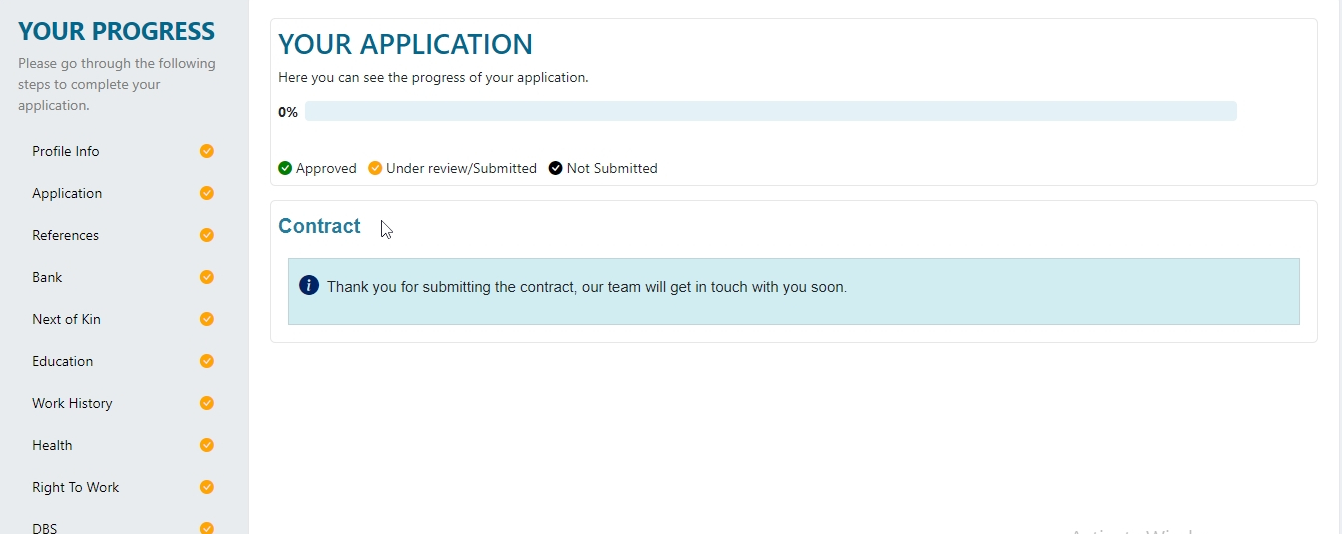 YOUR PROGRESS
Please go through the following
steps to complete your
application.
Profile Info
Application
References
Bank
Next of Kin
Education
Work History
Health
Right To Work
DBS
YOUR APPLICATION
Here you can see the progress of your application.
0%
Approved Under review/Submitted Not Submitted
Contract
Thank you for submitting the contract, our team will get in touch with you soon.